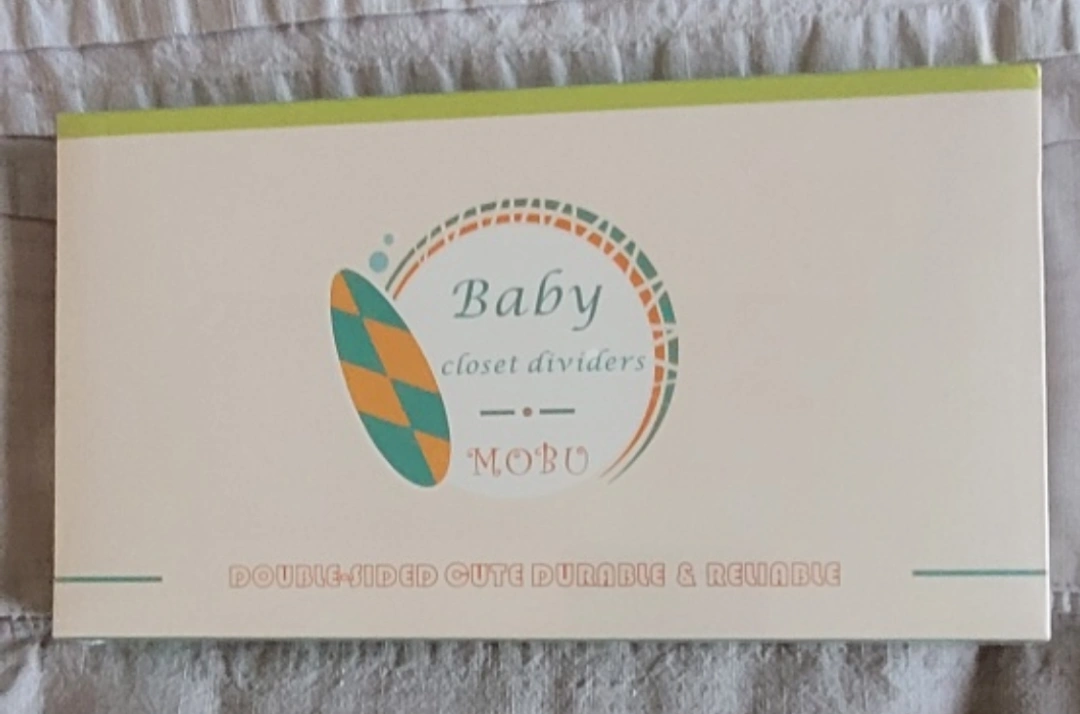 Baby
closet dividers
MOBU
DOUBLE-SIDED CUTE DURABLE & RELIABLE